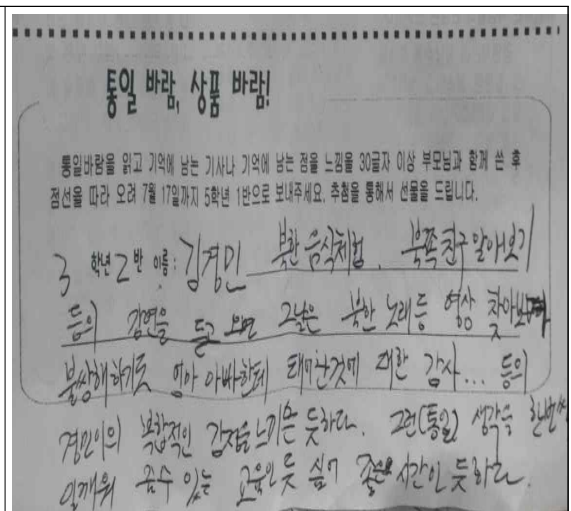 통일 바람, 상품 바람!
통일바람을 읽고 기억에 남는 기사나 기억에 남는 점을 느낌을 30글자 이상 부모님과 함께 쓴 후
점선을 따라 오려 7월 17일까지 5학년 1반으로 보내주세요. 추첨을 통해서 선물을 드립니다.
3 학년 2 반 이름 : 김경민 북한 음식체험, 북쪽친구 알아보기
등의 강연을 듣고 오면 그날은 북한 노래등 영상 찾아보며
불상해하기도 엄마 아빠한테 태어난것에 대한 감사... 등의
경민이의 복합적인 감정을 느끼는 듯하다. 그런(통일) 생각을 한번씩
일깨워 줄수 있는 교육인듯 싶어 좋은 시간인 듯하다.